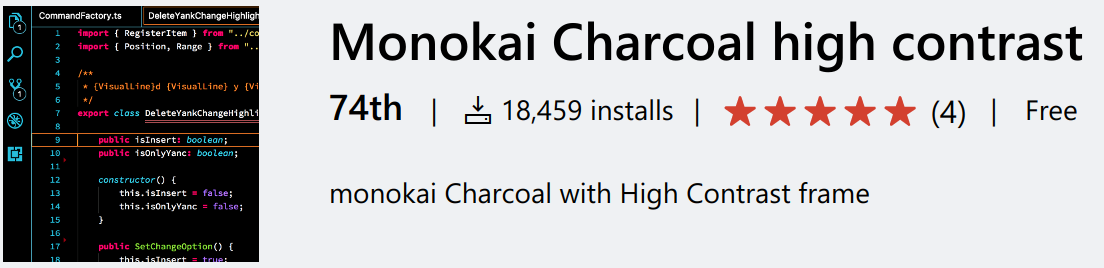 CommandFactory.ts DeleteYankChangeHighligh
1 import { RegisterItem } from "../co
2 import { Position, Range } from "..
3
4 /**
5 * {VisualLine}d {VisualLine} y {Vi
6 */
7 export class DeleteYankChangeHighli
8
9 public isInsert: boolean;
10 public isOnlyYanc: boolean;
11
12 constructor() {
13 this.isInsert = false;
14 this.isOnlyYanc = false;
15 }
16
17 public SetChangeOption() {
18 this.isInsert = true;
1
1
Monokai Charcoal high contrast
74th | 18,459 installs | (4) | Free
monokai Charcoal with High Contrast frame